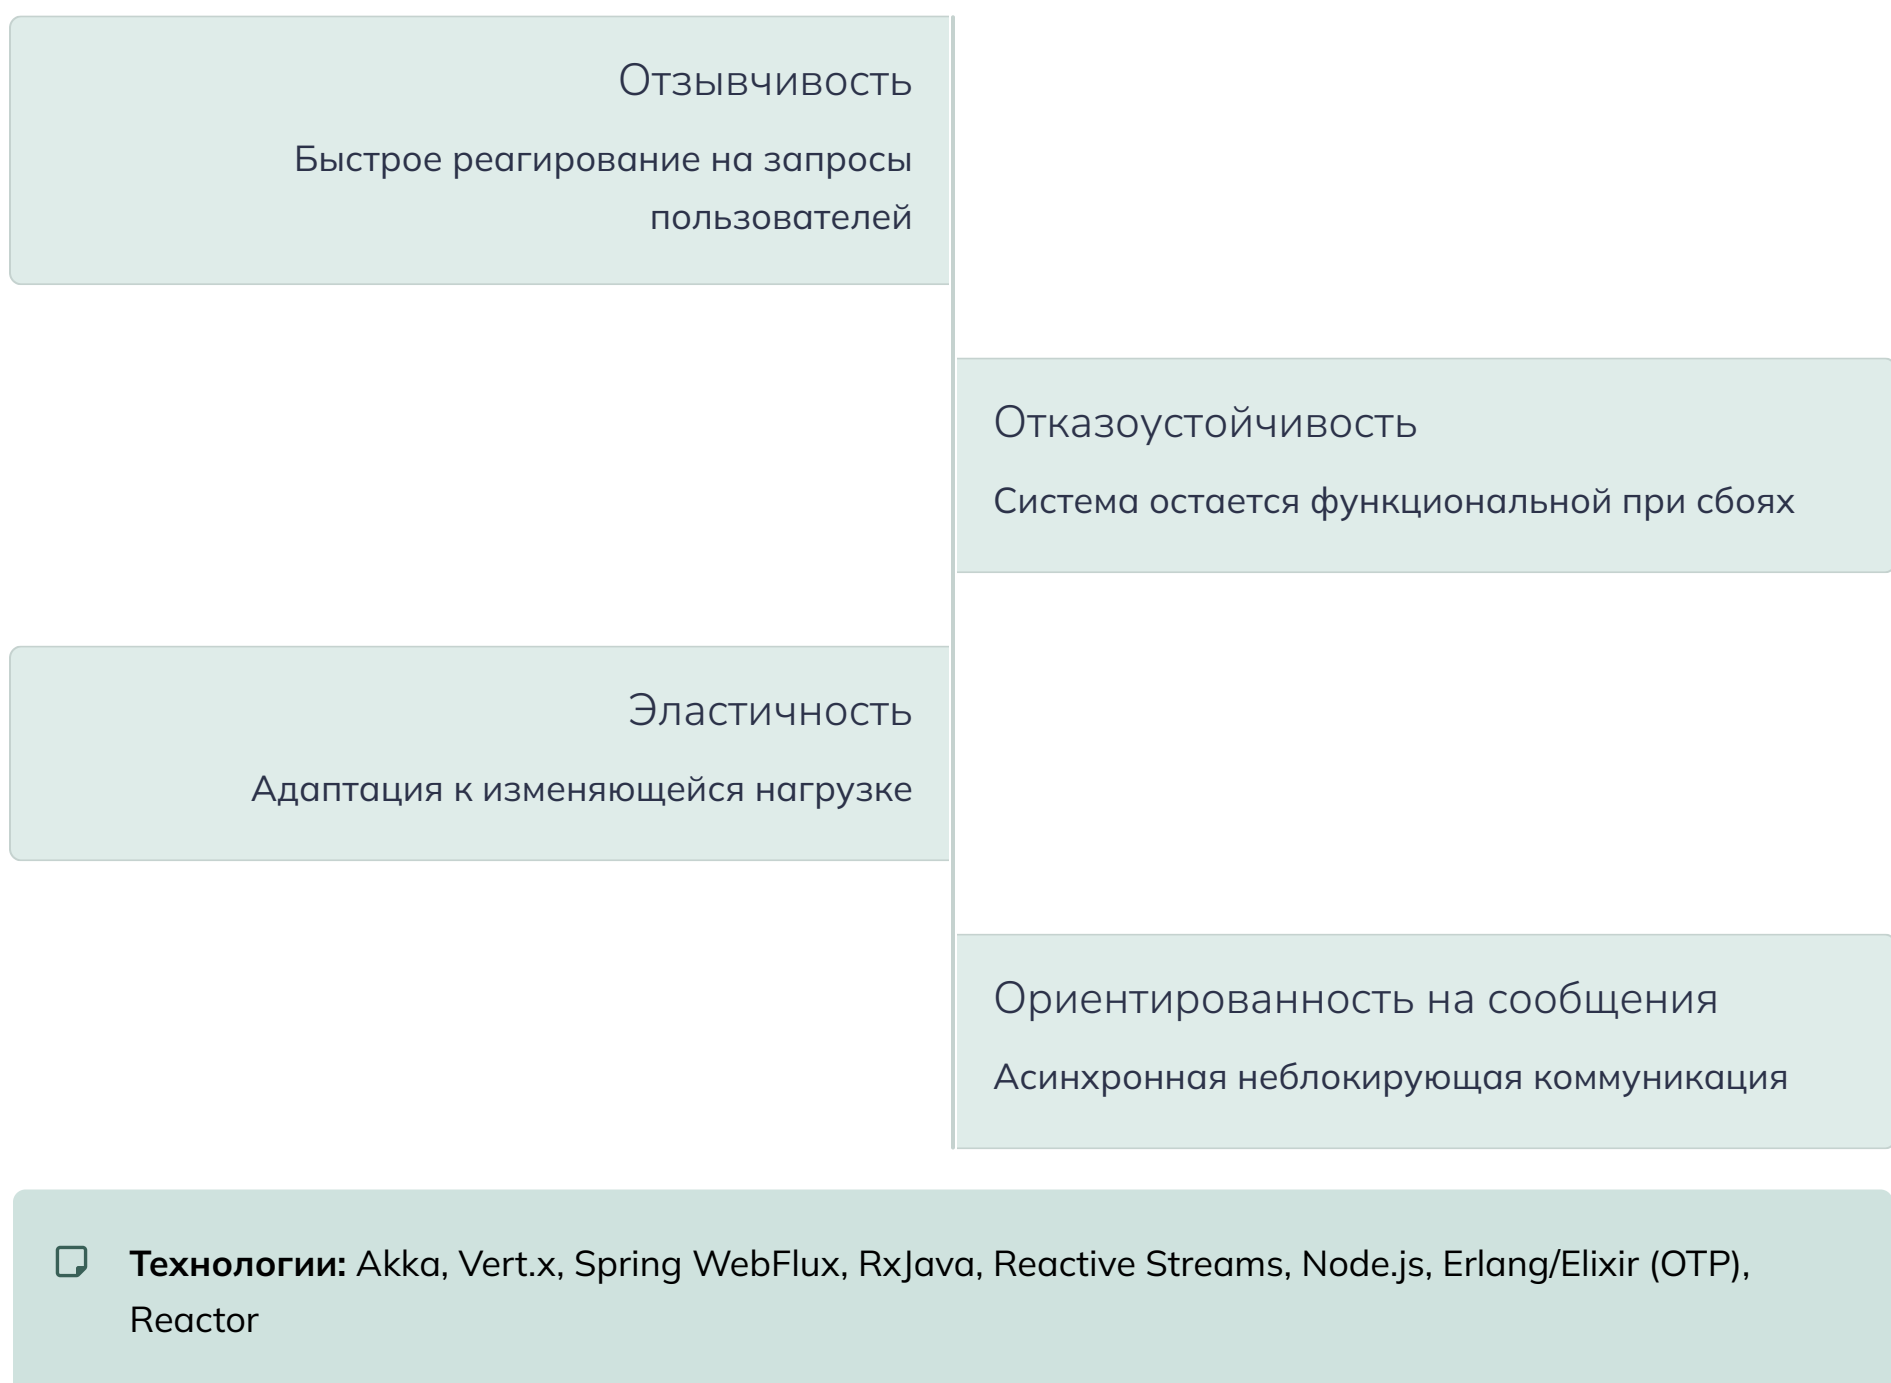 Отзывчивость
Быстрое реагирование на запросы
пользователей
Отказоустойчивость
Система остается функциональной при сбоях
Эластичность
Адаптация к изменяющейся нагрузке
Ориентированность на сообщения
Асинхронная неблокирующая коммуникация
Технологии: Akka, Vert.x, Spring WebFlux, RxJava, Reactive Streams, Node.js, Erlang/Elixir (OTP),
Reactor